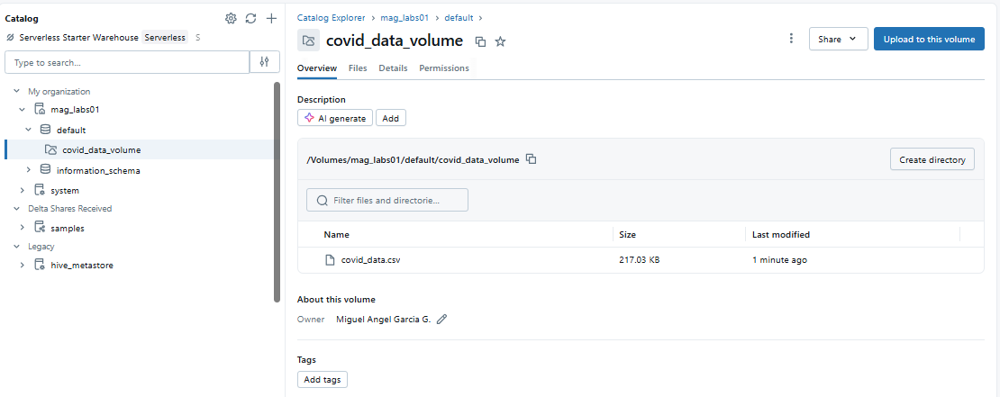 Catalog
Serverless Starter Warehouse Serverless S
Type to search...
My organization
mag_labs01
default
covid_data_volume
information_schema
system
Delta Shares Received
samples
Legacy
hive_metastore
Catalog Explorer › mag_labs01 › default ›
covid_data_volume
Share
Upload to this volume
Overview Files Details Permissions
Description
AI generate Add
/Volumes/mag_labs01/default/covid_data_volume
Create directory
Filter files and directorie...
Name Size Last modified
covid_data.csv 217.03 KB 1 minute ago
About this volume
Owner Miguel Angel Garcia G.
Tags
Add tags